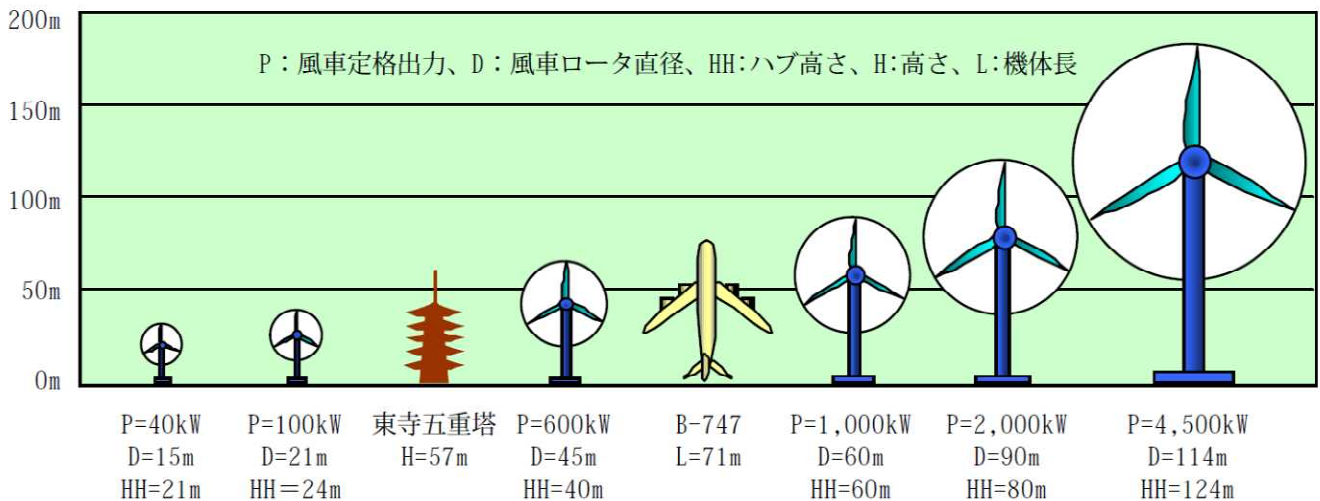 200m
P：風車定格出力、D：風車ロータ直径、HH:ハブ高さ、H:高さ、L:機体長
150m
100m
50m
0m
P=40kW P=100kW 東寺五重塔 P=600kW B-747 P=1,000kW P=2,000kW P=4,500kW
D=15m D=21m H=57m D=45m L=71m D=60m D=90m D=114m
HH=21m HH＝24m HH=40m HH=60m HH=80m HH=124m